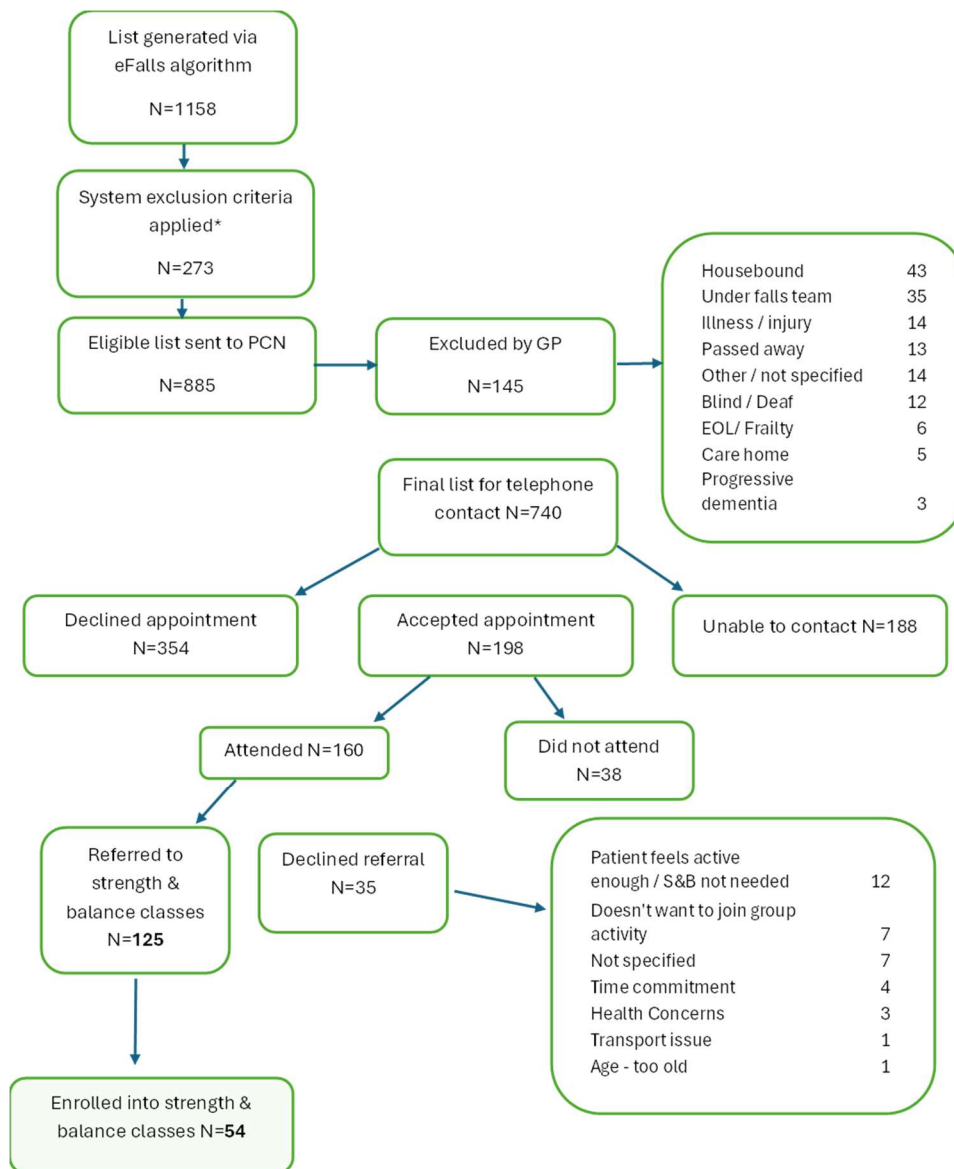 List generated via
eFalls algorithm
N=1158
System exclusion criteria
applied*
N=273
Eligible list sent to PCN
N=885
Excluded by GP
N=145
Housebound 43
Under falls team 35
Illness / injury 14
Passed away 13
Other / not specified 14
Blind / Deaf 12
EOL/ Frailty 6
Care home 5
Progressive
dementia 3
Final list for telephone
contact N=740
Declined appointment
N=354
Accepted appointment
N=198
Unable to contact N=188
Attended N=160
Did not attend
N=38
Referred to
strength &
balance classes
N=125
Declined referral
N=35
Patient feels active
enough / S&B not needed 12
Doesn't want to join group
activity 7
Not specified 7
Time commitment 4
Health Concerns 3
Transport issue 1
Age - too old 1
Enrolled into strength &
balance classes N=54